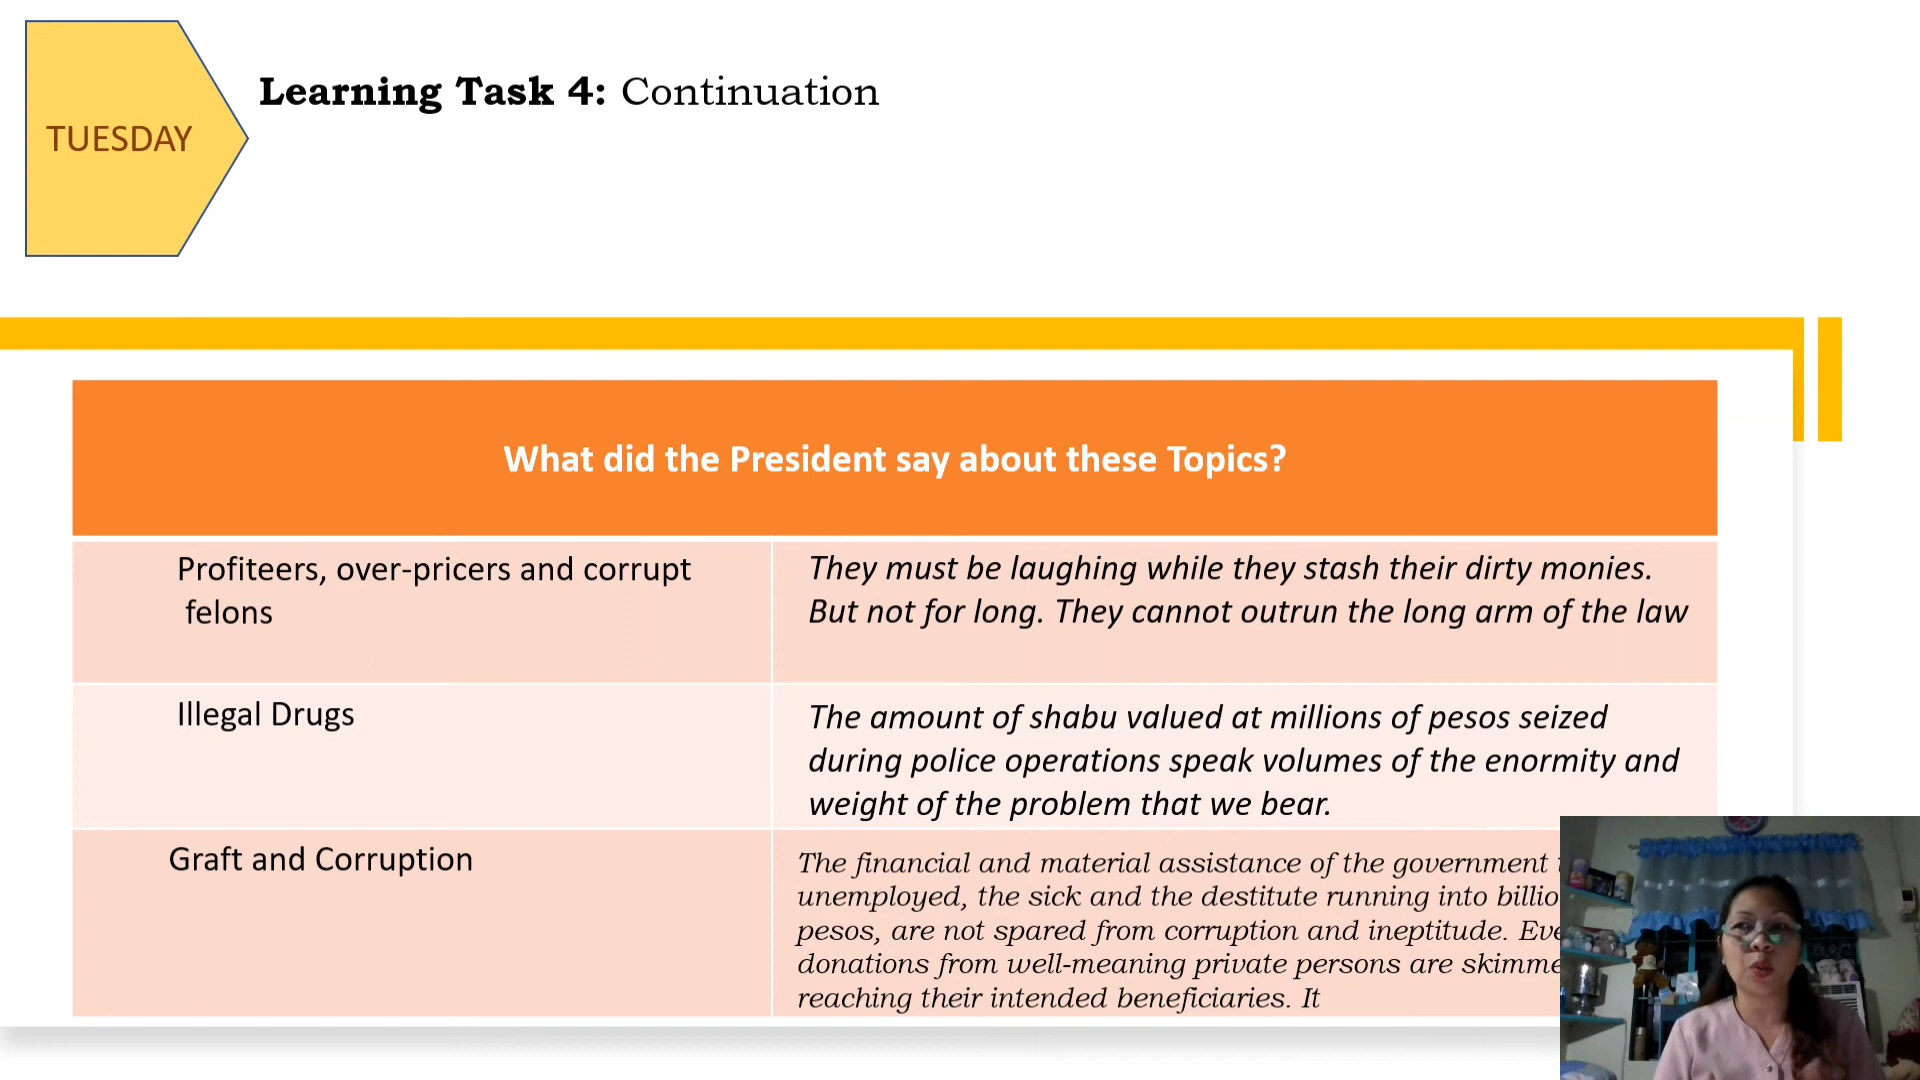 TUESDAY
Learning Task 4: Continuation
What did the President say about these Topics?
Profiteers, over-pricers and corrupt
felons
They must be laughing while they stash their dirty monies.
But not for long. They cannot outrun the long arm of the law
Illegal Drugs
The amount of shabu valued at millions of pesos seized
during police operations speak volumes of the enormity and
weight of the problem that we bear.
Graft and Corruption
The financial and material assistance of the government
unemployed, the sick and the destitute running into
pesos, are not spared from corruption and ineptitude.
donations from well-meaning private persons are
reaching their intended beneficiaries. It